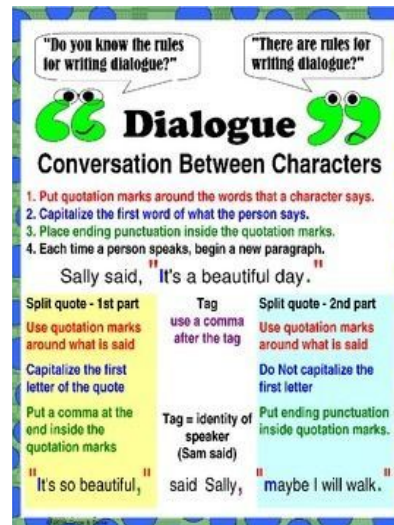 "Do you know the rules
for writing dialogue?"
"There are rules for
writing dialogue?"
Dialogue
Conversation Between Characters
1. Put quotation marks around the words that a character says.
2. Capitalize the first word of what the person says.
3. Place ending punctuation inside the quotation marks.
4. Each time a person speaks, begin a new paragraph.
Sally said, "It's a beautiful day."
Split quote - 1st part
Use quotation marks
around what is said
Capitalize the first
letter of the quote
Put a comma at the
end inside the
quotation marks
Tag
use a comma
after the tag
Tag = identity of
speaker
(Sam said)
Split quote - 2nd part
Use quotation marks
around what is said
Do Not capitalize the
first letter
Put ending punctuation
inside quotation marks.
"It's so beautiful," said Sally, "maybe I will walk."